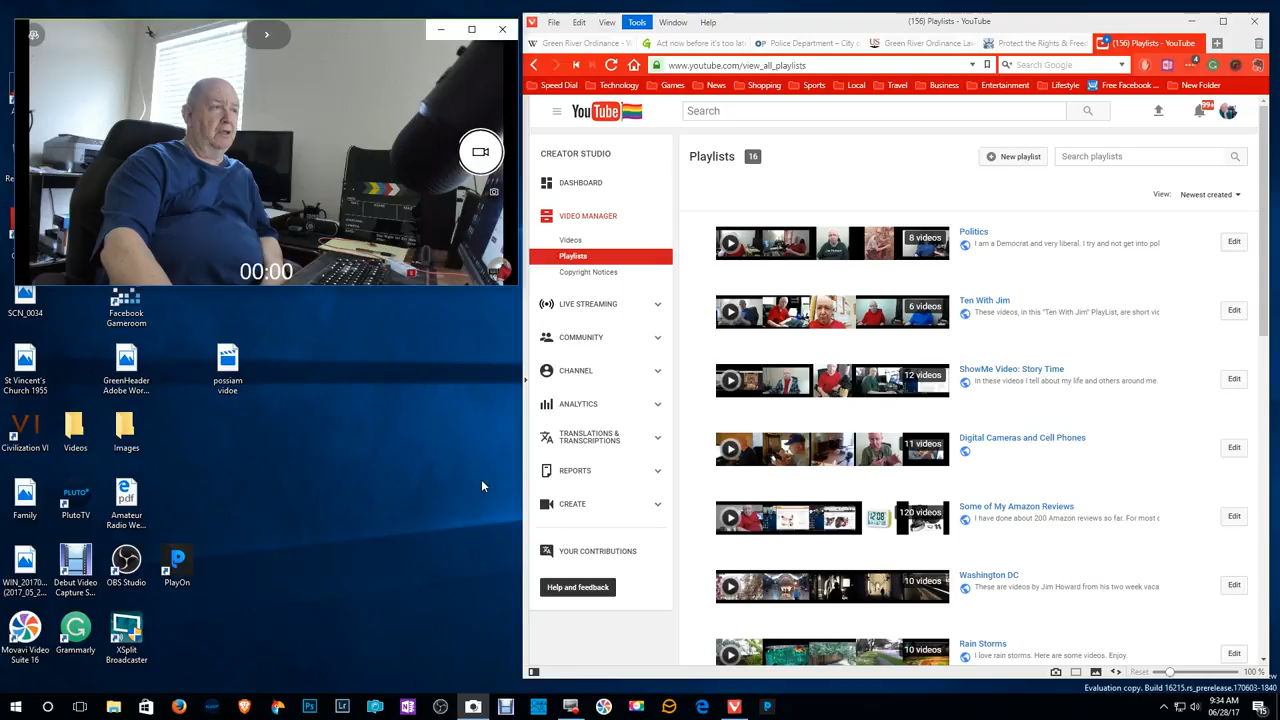 00:00
SCN_0034
Facebook
Gameroom
St Vincent's
Church 1955
GreenHeader
Adobe Wor...
possiam
vidoe
Civilization VI
Videos
Images
Family
PLUTO
PlutoTV
pdf
Amateur
Radio We...
WIN_20170...
(2017_05_2...
Debut Video
Capture S...
OBS Studio
PlayOn
Movavi Video
Suite 16
Grammarly
XSplit
Broadcaster
File Edit View Tools Window Help
(156) Playlists - YouTube
Green River Ordinance - V
Act now before it's too lat
Police Department – City o
Green River Ordinance Law
Protect the Rights & Free
(156) Playlists - YouTube
www.youtube.com/view_all_playlists
Search Google
4
Speed Dial Technology Games News Shopping Sports Local Travel Business Entertainment Lifestyle Free Facebook ... New Folder
YouTube
Search
99+
CREATOR STUDIO
DASHBOARD
VIDEO MANAGER
Videos
Playlists
Copyright Notices
LIVE STREAMING
COMMUNITY
CHANNEL
ANALYTICS
TRANSLATIONS &
TRANSCRIPTIONS
REPORTS
CREATE
YOUR CONTRIBUTIONS
Help and feedback
Playlists 16
New playlist
Search playlists
View: Newest created
8 videos
Politics
I am a Democrat and very liberal. I try and not get into pol
Edit
6 videos
Ten With Jim
These videos, in this "Ten With Jim" PlayList, are short vic
Edit
12 videos
ShowMe Video: Story Time
In these videos I tell about my life and others around me.
Edit
11 videos
Digital Cameras and Cell Phones
Edit
120 videos
Some of My Amazon Reviews
I have done about 200 Amazon reviews so far. For most c
Edit
10 videos
Washington DC
These are videos by Jim Howard from his two week vaca
Edit
10 videos
Rain Storms
I love rain storms. Here are some videos. Enjoy.
Edit
Reset
100 %
Evaluation copy. Build 16215.rs_prerelease.170603-1840
9:34 AM
06/28/17
15